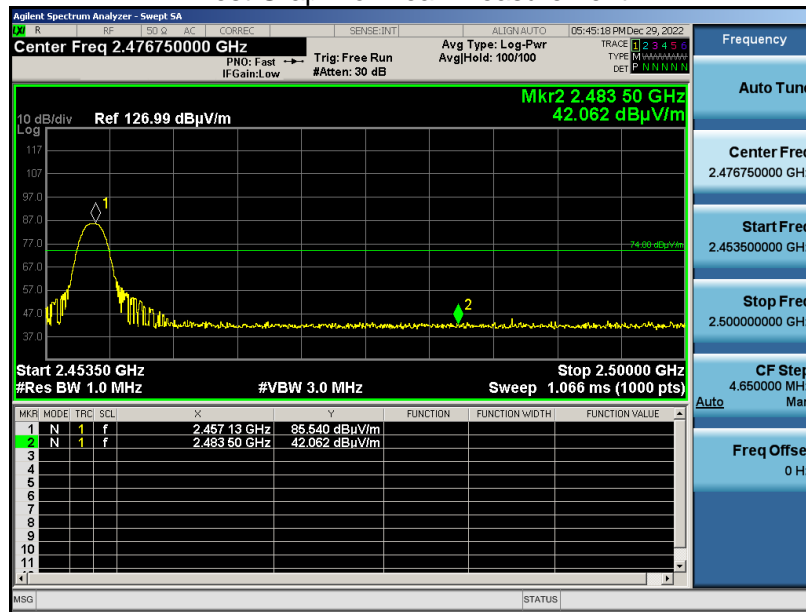 Agilent Spectrum Analyzer - Swept SA
LXI R RF 50 Ω AC CORREC SENSE:INT ALIGN AUTO 05:45:18 PM Dec 29, 2022
Center Freq 2.476750000 GHz
PNO: Fast
IFGain:Low
Trig: Free Run
#Atten: 30 dB
Avg Type: Log-Pwr
Avg|Hold: 100/100
TRACE 1 2 3 4 5 6
TYPE M
DET P N N N N N
Mkr2 2.483 50 GHz
42.062 dBµV/m
10 dB/div Ref 126.99 dBµV/m
Log
117
107
97.0
87.0
77.0
67.0
57.0
47.0
37.0
1
74.00 dBµV/m
2
Start 2.45350 GHz Stop 2.50000 GHz
#Res BW 1.0 MHz #VBW 3.0 MHz Sweep 1.066 ms (1000 pts)
MKR MODE TRC SCL X Y FUNCTION FUNCTION WIDTH FUNCTION VALUE
1 N 1 f 2.457 13 GHz 85.540 dBµV/m
2 N 1 f 2.483 50 GHz 42.062 dBµV/m
3
4
5
6
7
8
9
10
11
MSG STATUS
Frequency
Auto Tune
Center Freq
2.476750000 GHz
Start Freq
2.453500000 GHz
Stop Freq
2.500000000 GHz
CF Step
4.650000 MHz
Auto Man
Freq Offset
0 Hz